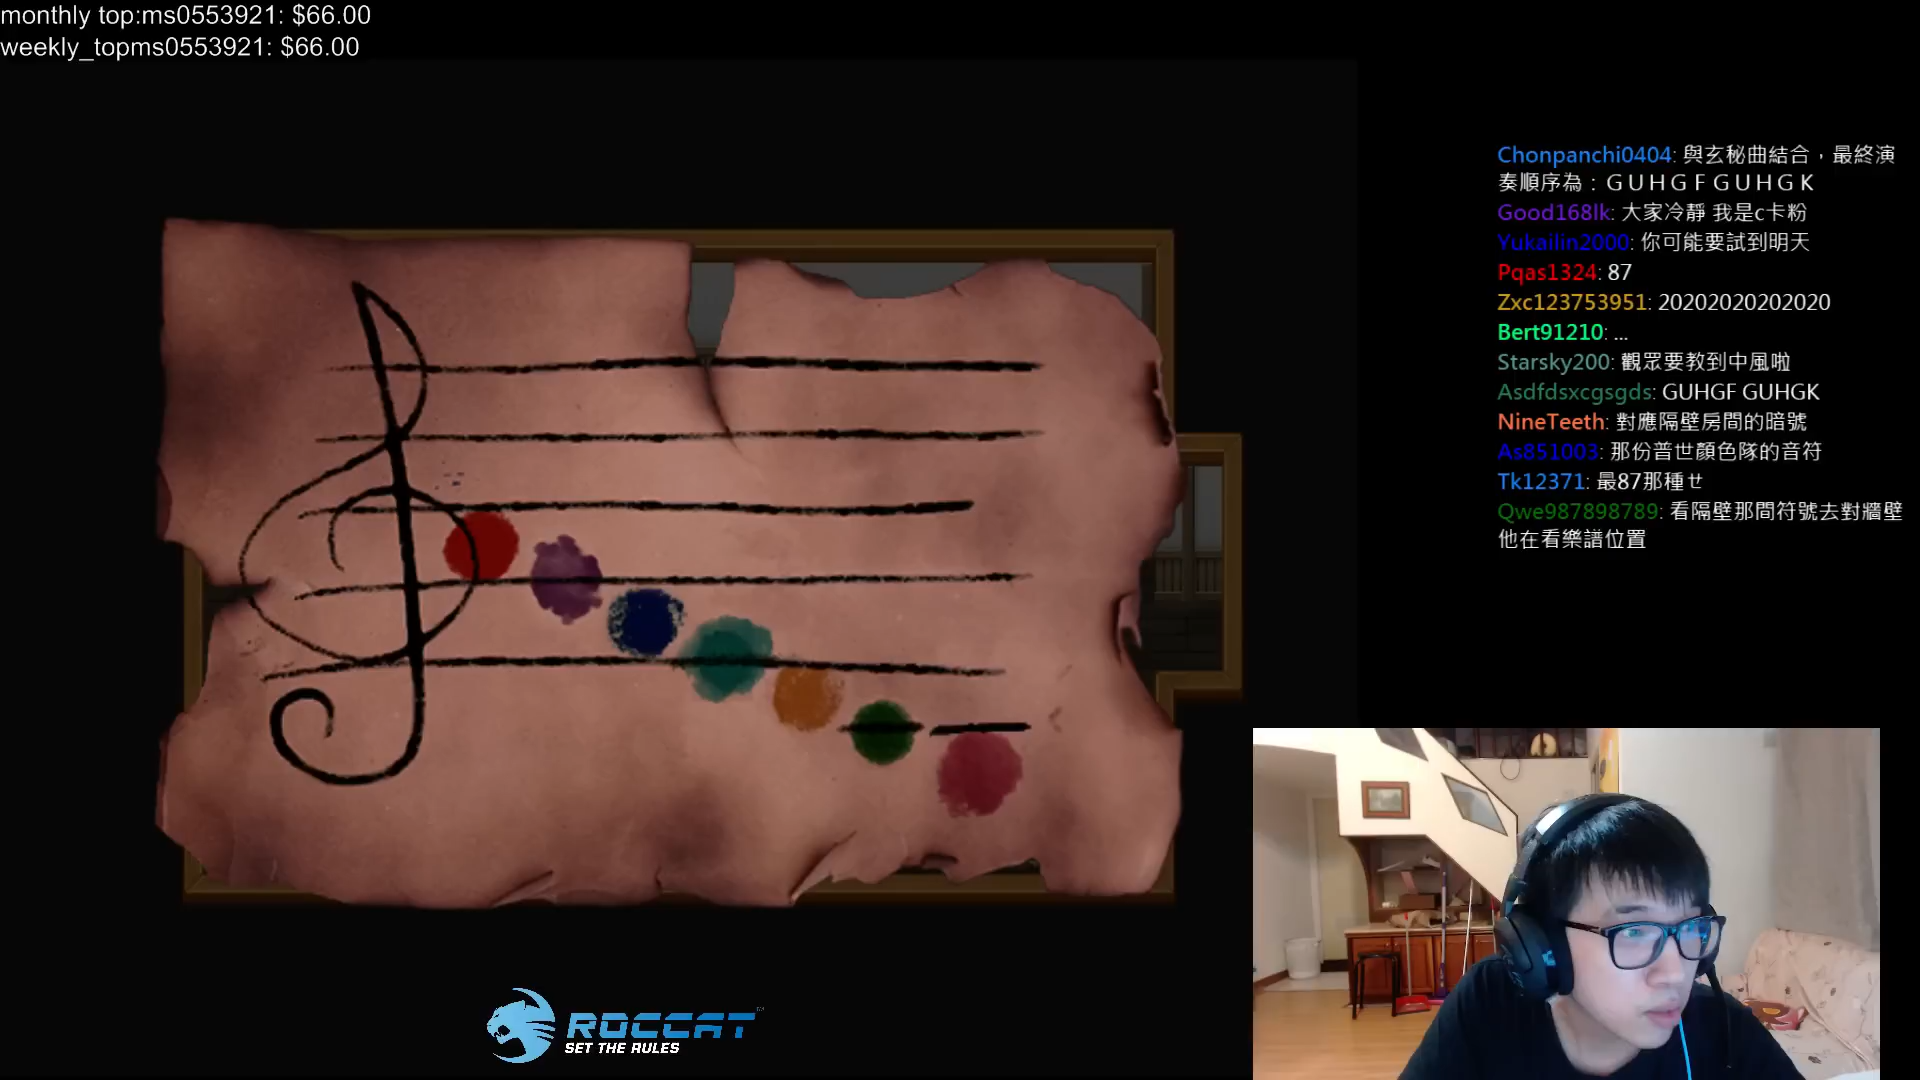 monthly top:ms0553921: $66.00
weekly_topms0553921: $66.00
Chonpanchi0404: 與玄秘曲結合，最終演
奏順序為：G U H G F G U H G K
Good168lk: 大家冷靜 我是c卡粉
Yukailin2000: 你可能要試到明天
Pqas1324: 87
Zxc123753951: 20202020202020
Bert91210: ...
Starsky200: 觀眾要教到中風啦
Asdfdsxcgsgds: GUHGF GUHGK
NineTeeth: 對應隔壁房間的暗號
As851003: 那份普世顏色隊的音符
Tk12371: 最87那種ㄝ
Qwe987898789: 看隔壁那間符號去對牆壁
他在看樂譜位置
ROCCAT
SET THE RULES